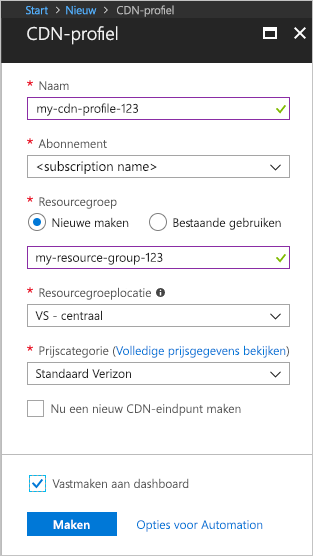 Start > Nieuw > CDN-profiel
CDN-profiel
* Naam
my-cdn-profile-123
* Abonnement
<subscription name>
* Resourcegroep
Nieuwe maken Bestaande gebruiken
my-resource-group-123
* Resourcegroeplocatie
VS - centraal
* Prijscategorie (Volledige prijsgegevens bekijken)
Standaard Verizon
Nu een nieuw CDN-eindpunt maken
Vastmaken aan dashboard
Maken Opties voor Automation